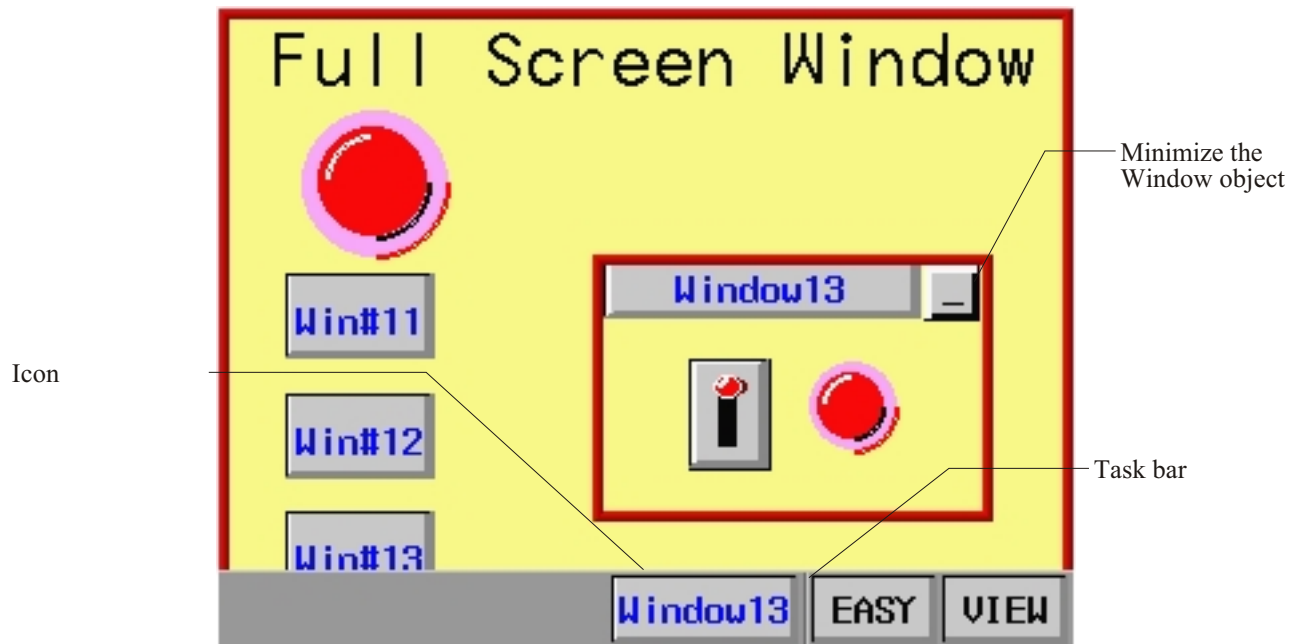 Full Screen Window
Minimize the
Window object
Window13
_
Win#11
Icon
Win#12
Task bar
Win#13
Window13
EASY
VIEW